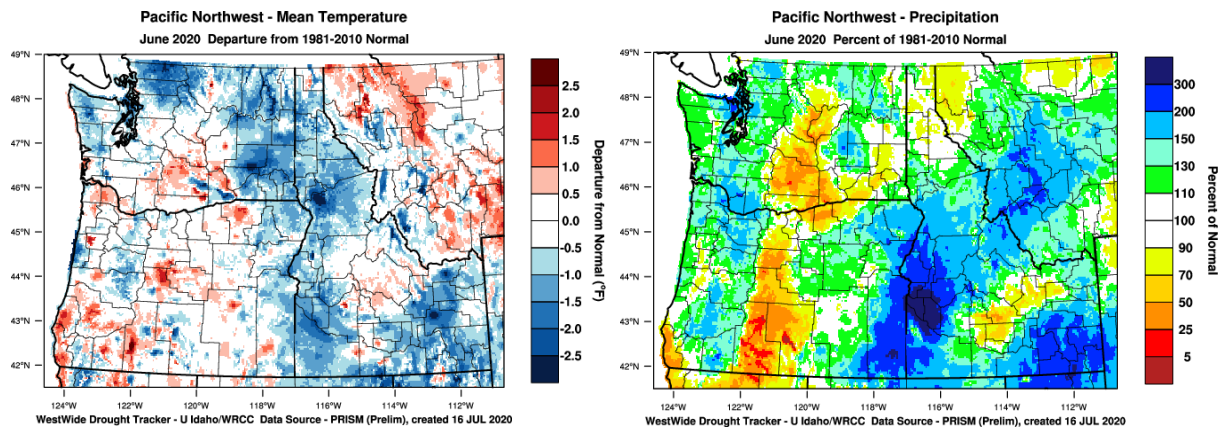 Pacific Northwest - Mean Temperature
June 2020 Departure from 1981-2010 Normal
49°N
48°N
47°N
46°N
45°N
44°N
43°N
42°N
124°W 122°W 120°W 118°W 116°W 114°W 112°W
2.5
2.0
1.5
1.0
0.5
0.0
-0.5
-1.0
-1.5
-2.0
-2.5
Departure from Normal (°F)
WestWide Drought Tracker - U Idaho/WRCC Data Source - PRISM (Prelim), created 16 JUL 2020
Pacific Northwest - Precipitation
June 2020 Percent of 1981-2010 Normal
49°N
48°N
47°N
46°N
45°N
44°N
43°N
42°N
124°W 122°W 120°W 118°W 116°W 114°W 112°W
300
200
150
130
110
100
90
70
50
25
5
Percent of Normal
WestWide Drought Tracker - U Idaho/WRCC Data Source - PRISM (Prelim), created 16 JUL 2020